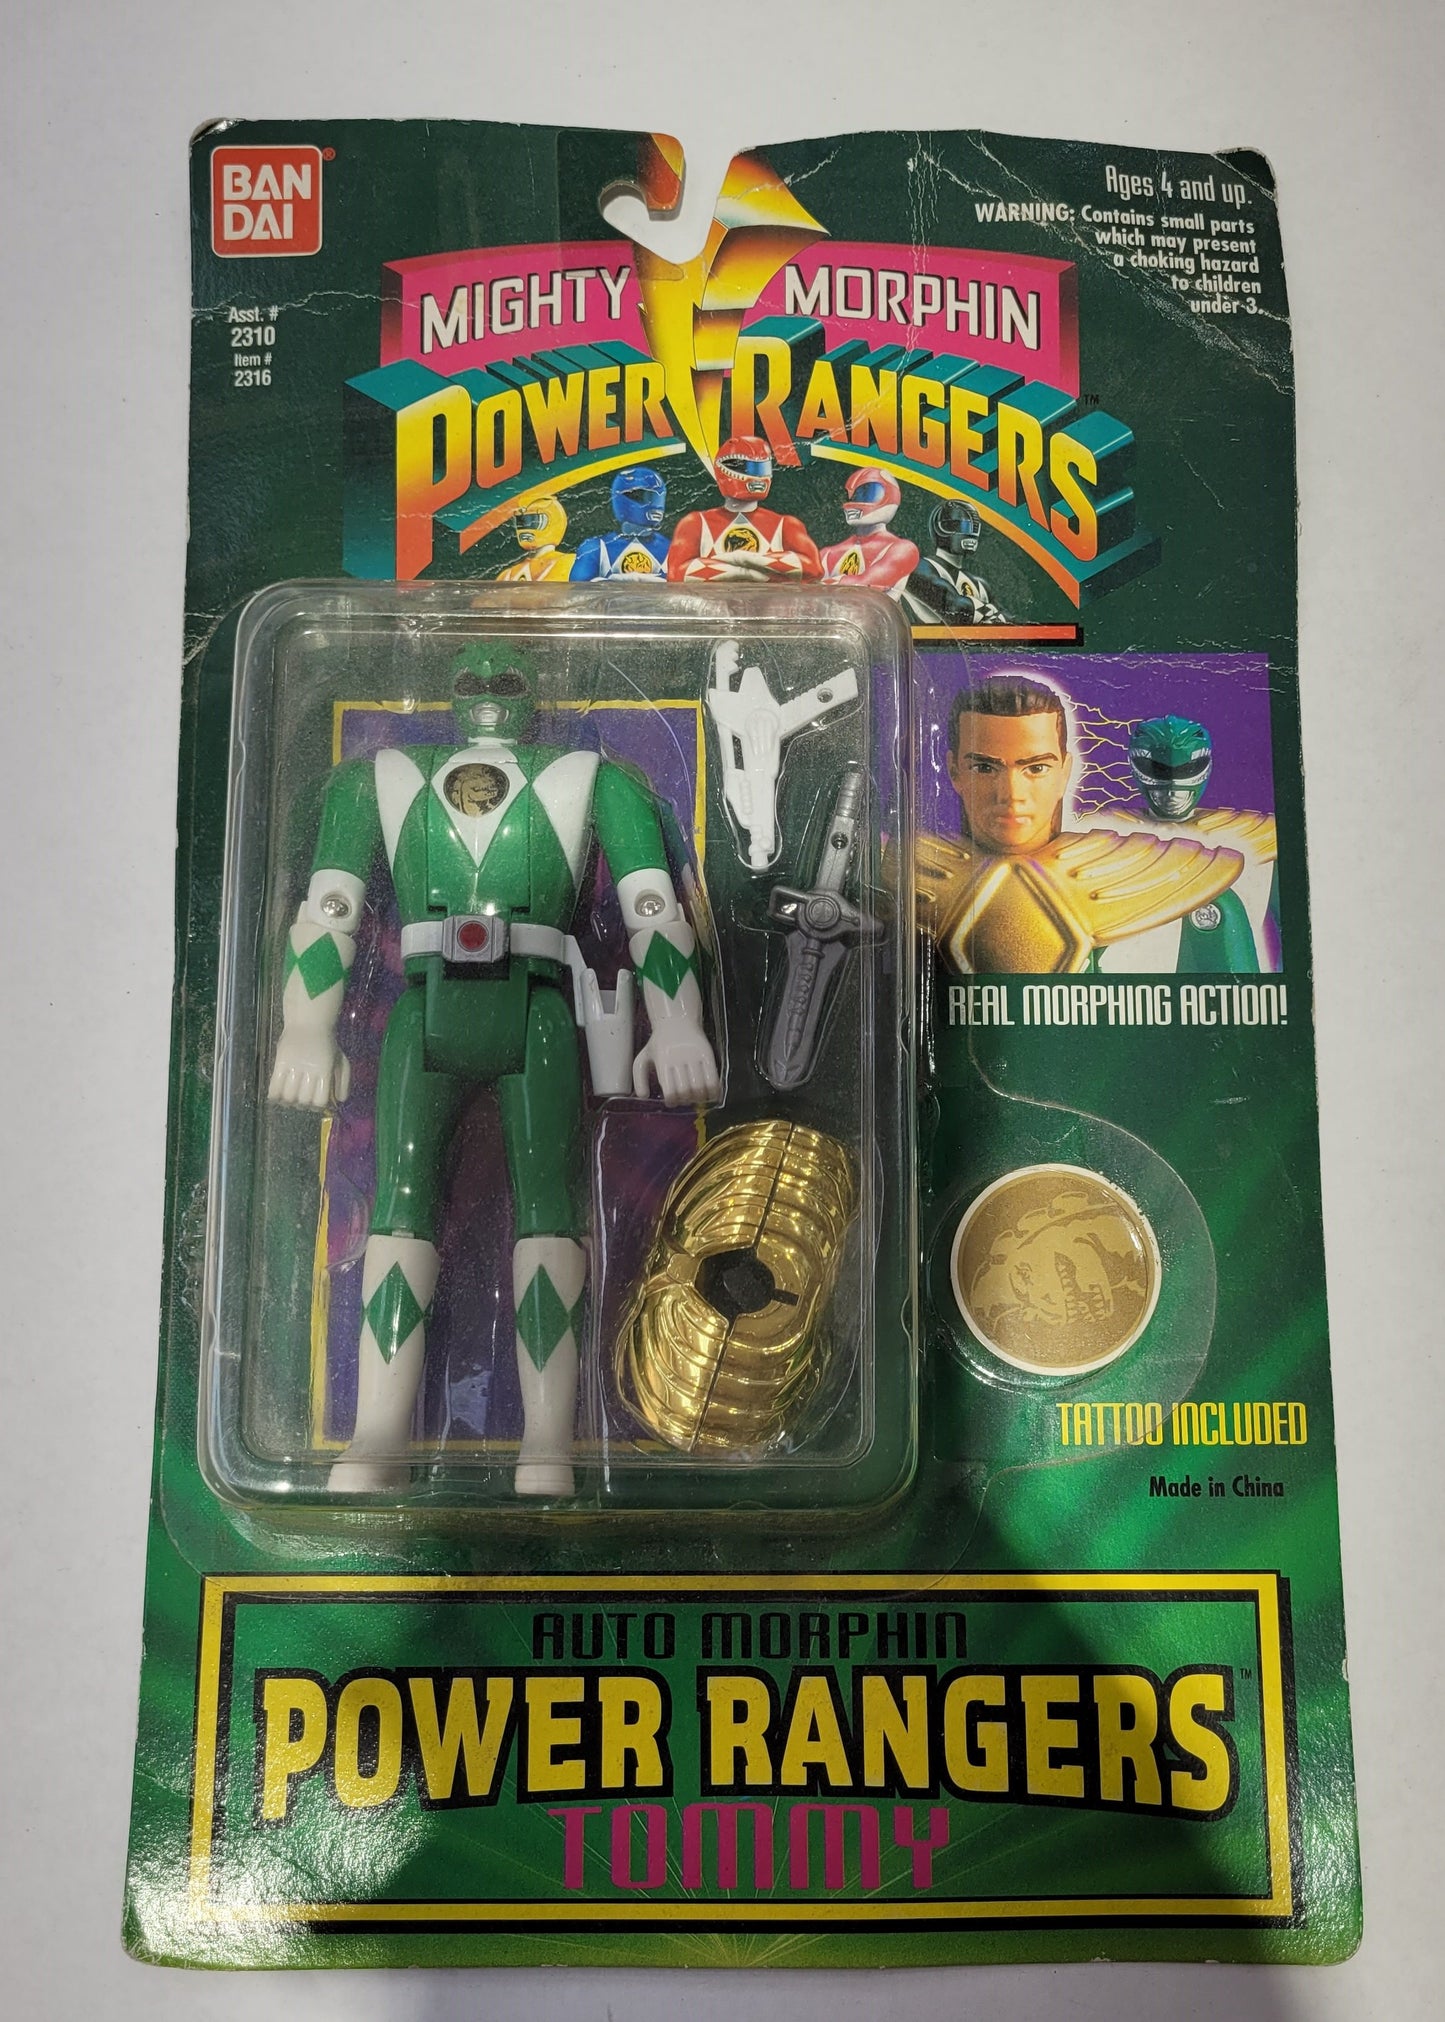 BAN
DAI
®
Asst. #
2310
Item #
2316
Ages 4 and up.
WARNING: Contains small parts
which may present
a choking hazard
to children
under 3.
MIGHTY MORPHIN
POWER RANGERS™
REAL MORPHING ACTION!
TATTOO INCLUDED
Made in China
AUTO MORPHIN
POWER RANGERS™
TOMMY